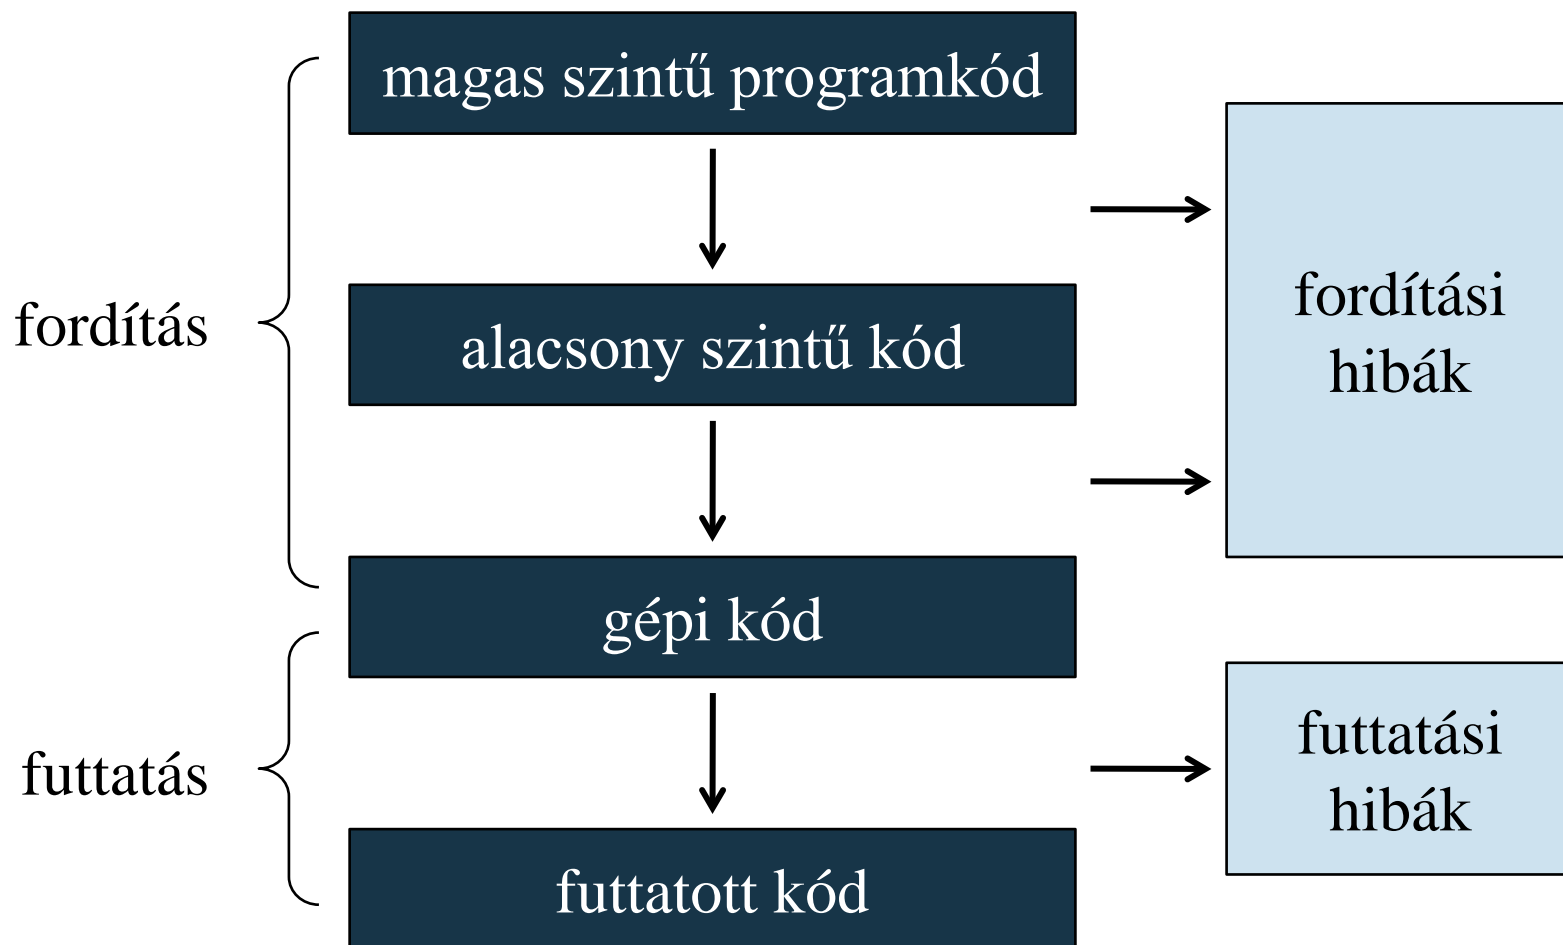 magas szintű programkód
fordítás
alacsony szintű kód
fordítási
hibák
gépi kód
futtatás
futtatási
hibák
futtatott kód